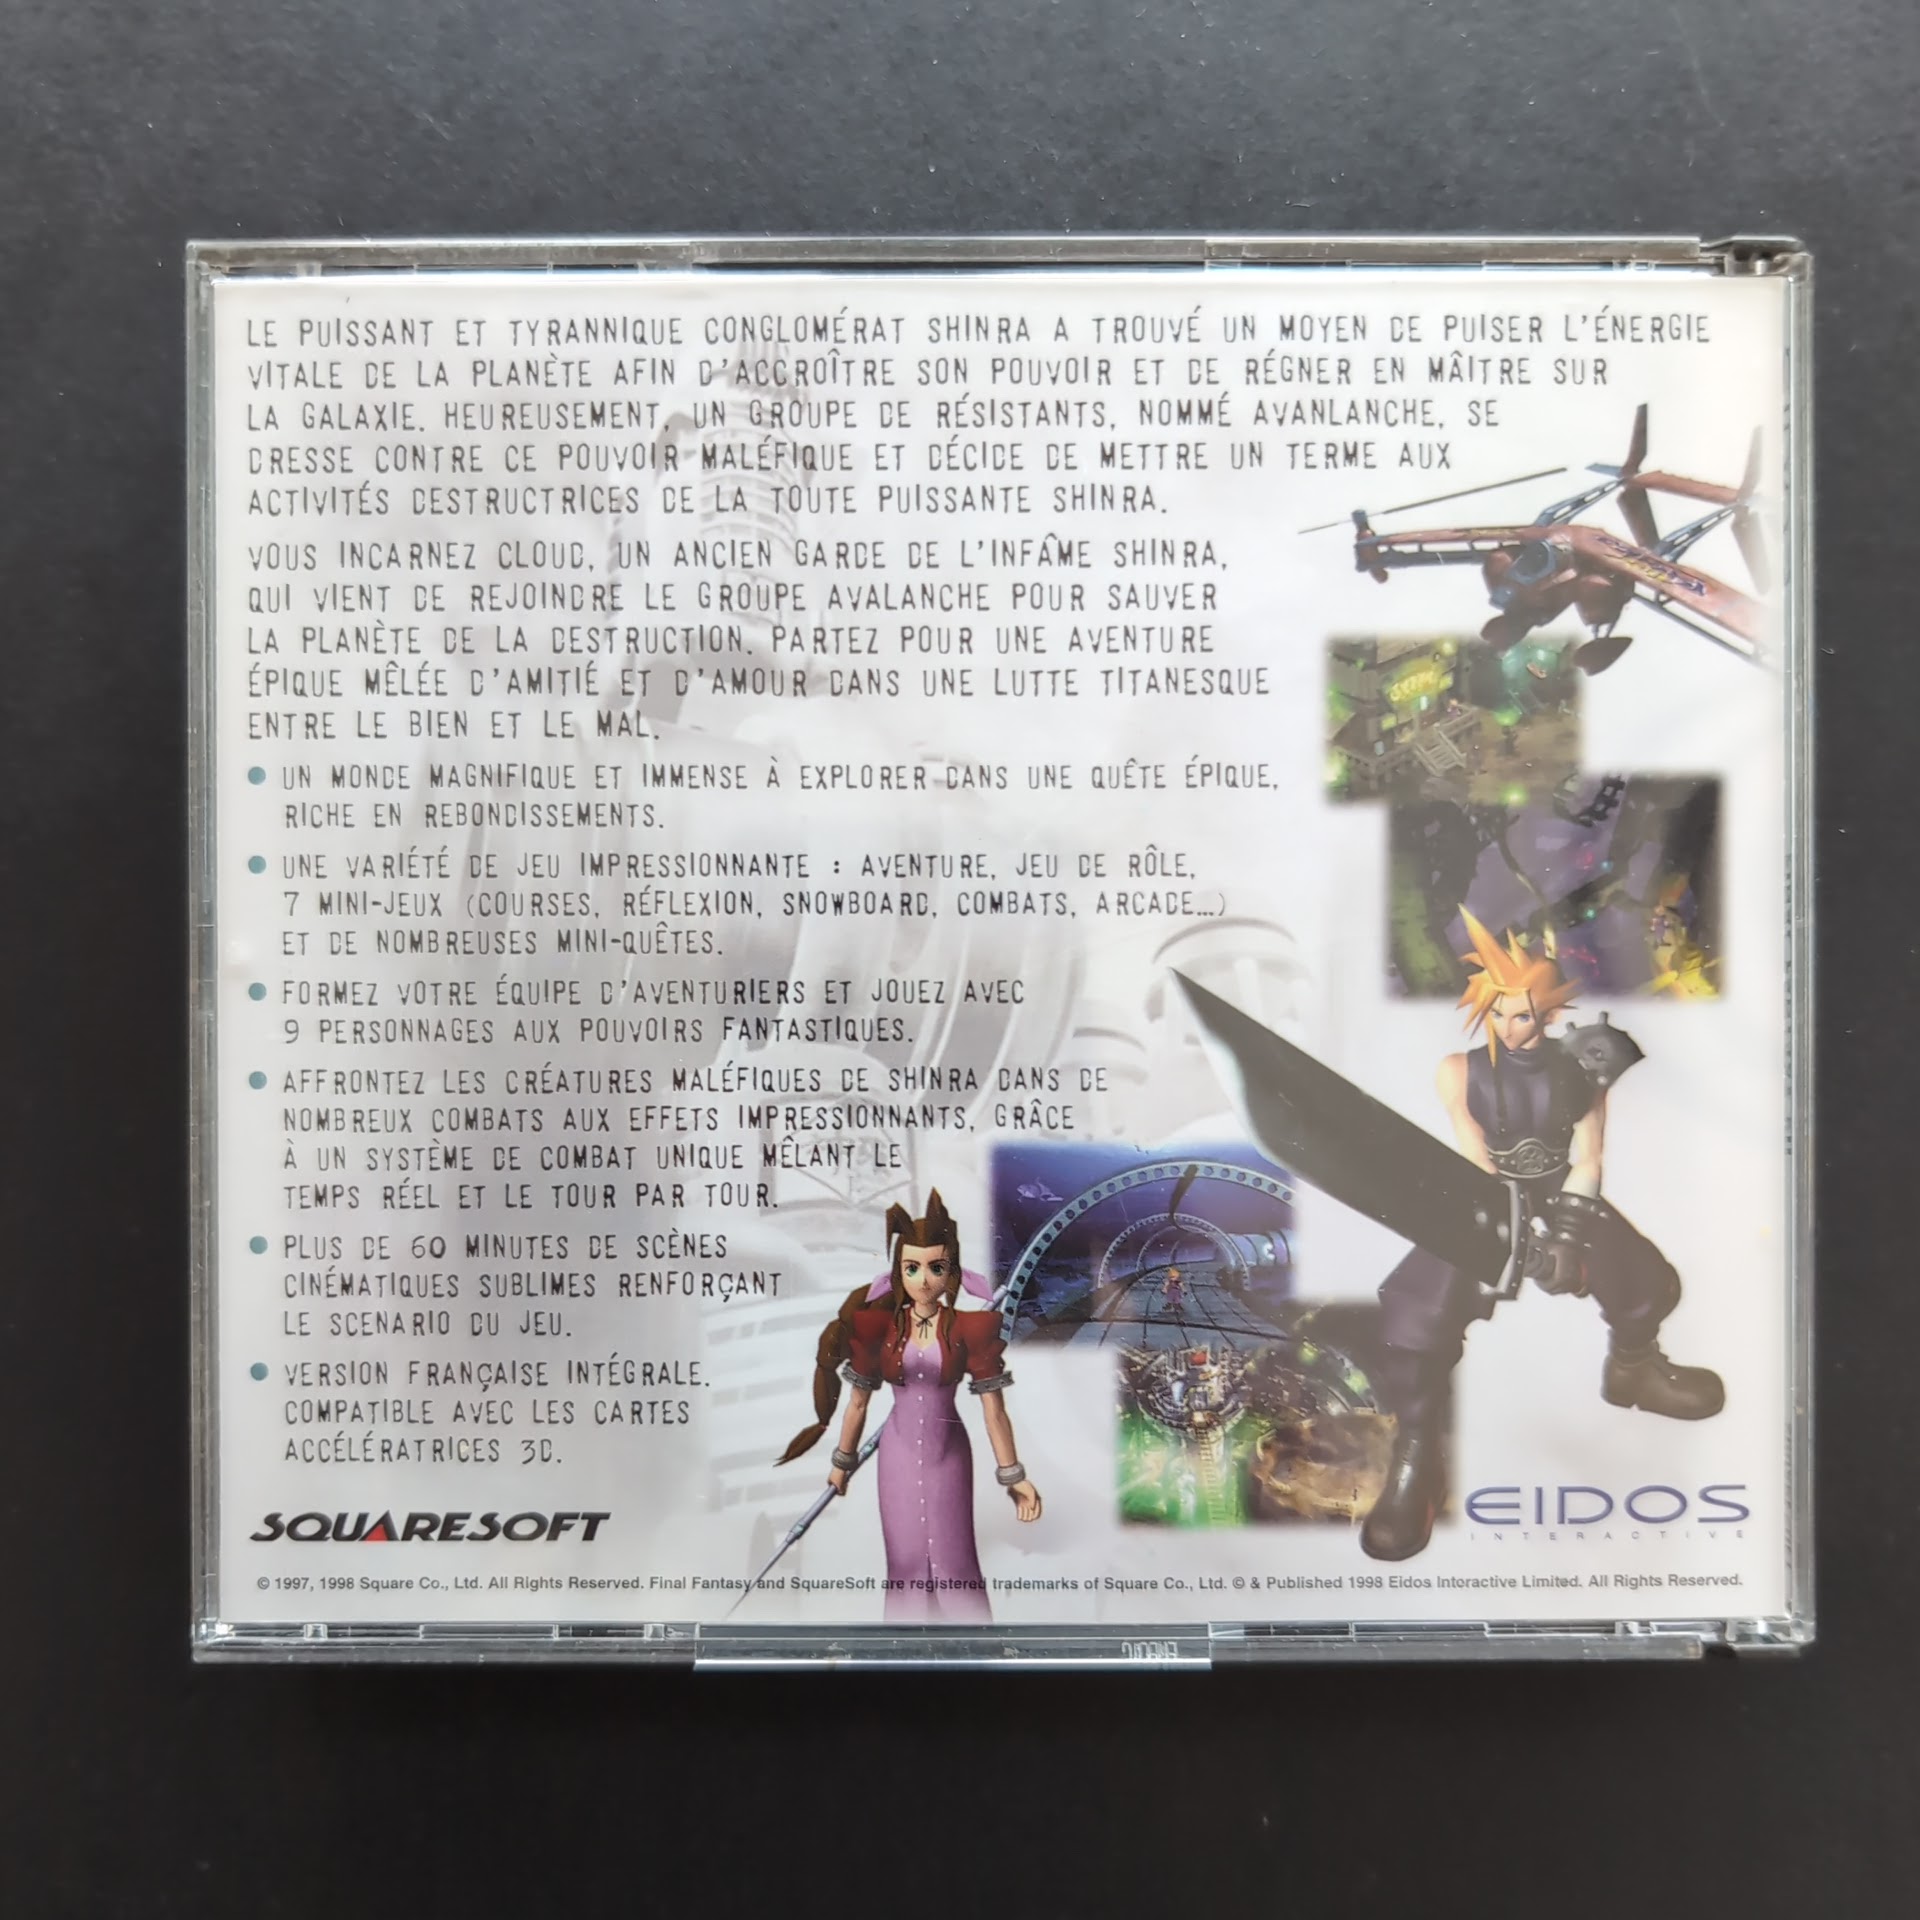 LE PUISSANT ET TYRANNIQUE CONGLOMÉRAT SHINRA A TROUVÉ UN MOYEN DE PUISER L'ÉNERGIE
VITALE DE LA PLANÈTE AFIN D'ACCROÎTRE SON POUVOIR ET DE RÉGNER EN MÂITRE SUR
LA GALAXIE. HEUREUSEMENT, UN GROUPE DE RÉSISTANTS, NOMMÉ AVANLANCHE, SE
DRESSE CONTRE CE POUVOIR MALÉFIQUE ET DÉCIDE DE METTRE UN TERME AUX
ACTIVITÉS DESTRUCTRICES DE LA TOUTE PUISSANTE SHINRA.
VOUS INCARNEZ CLOUD, UN ANCIEN GARDE DE L'INFÂME SHINRA,
QUI VIENT DE REJOINDRE LE GROUPE AVALANCHE POUR SAUVER
LA PLANÈTE DE LA DESTRUCTION. PARTEZ POUR UNE AVENTURE
ÉPIQUE MÊLÉE D'AMITIÉ ET D'AMOUR DANS UNE LUTTE TITANESQUE
ENTRE LE BIEN ET LE MAL.
• UN MONDE MAGNIFIQUE ET IMMENSE À EXPLORER DANS UNE QUÊTE ÉPIQUE,
RICHE EN REBONDISSEMENTS.
• UNE VARIÉTÉ DE JEU IMPRESSIONNANTE : AVENTURE, JEU DE RÔLE,
7 MINI-JEUX (COURSES, RÉFLEXION, SNOWBOARD, COMBATS, ARCADE...)
ET DE NOMBREUSES MINI-QUÊTES.
• FORMEZ VOTRE ÉQUIPE D'AVENTURIERS ET JOUEZ AVEC
9 PERSONNAGES AUX POUVOIRS FANTASTIQUES.
• AFFRONTEZ LES CRÉATURES MALÉFIQUES DE SHINRA DANS DE
NOMBREUX COMBATS AUX EFFETS IMPRESSIONNANTS, GRÂCE
À UN SYSTÈME DE COMBAT UNIQUE MÊLANT LE
TEMPS RÉEL ET LE TOUR PAR TOUR.
• PLUS DE 60 MINUTES DE SCÈNES
CINÉMATIQUES SUBLIMES RENFORÇANT
LE SCENARIO DU JEU.
• VERSION FRANÇAISE INTÉGRALE.
COMPATIBLE AVEC LES CARTES
ACCÉLÉRATRICES 3D.
SQUARESOFT
EIDOS
INTERACTIVE
© 1997, 1998 Square Co., Ltd. All Rights Reserved. Final Fantasy and SquareSoft are registered trademarks of Square Co., Ltd. © & Published 1998 Eidos Interactive Limited. All Rights Reserved.